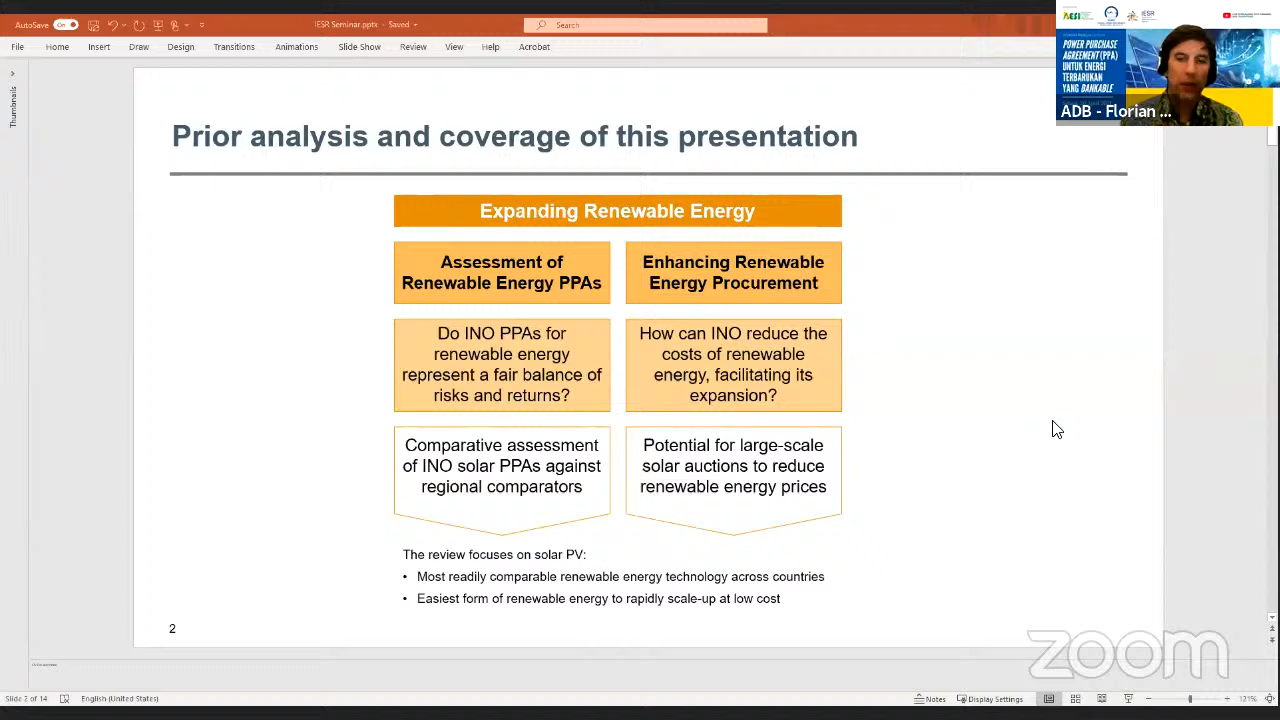 AutoSave On
IESR Seminar.pptx - Saved
Search
File Home Insert Draw Design Transitions Animations Slide Show Review View Help Acrobat
Thumbnails
IESR
POWER PURCHASE
AGREEMENT (PPA)
UNTUK ENERGI
TERBARUKAN
YANG BANKABLE
ADB - Florian ...
Prior analysis and coverage of this presentation
Expanding Renewable Energy
Assessment of
Renewable Energy PPAs
Enhancing Renewable
Energy Procurement
Do INO PPAs for
renewable energy
represent a fair balance of
risks and returns?
How can INO reduce the
costs of renewable
energy, facilitating its
expansion?
Comparative assessment
of INO solar PPAs against
regional comparators
Potential for large-scale
solar auctions to reduce
renewable energy prices
The review focuses on solar PV:
• Most readily comparable renewable energy technology across countries
• Easiest form of renewable energy to rapidly scale-up at low cost
2
zoom
Slide 2 of 14 English (United States) Notes Display Settings 121%